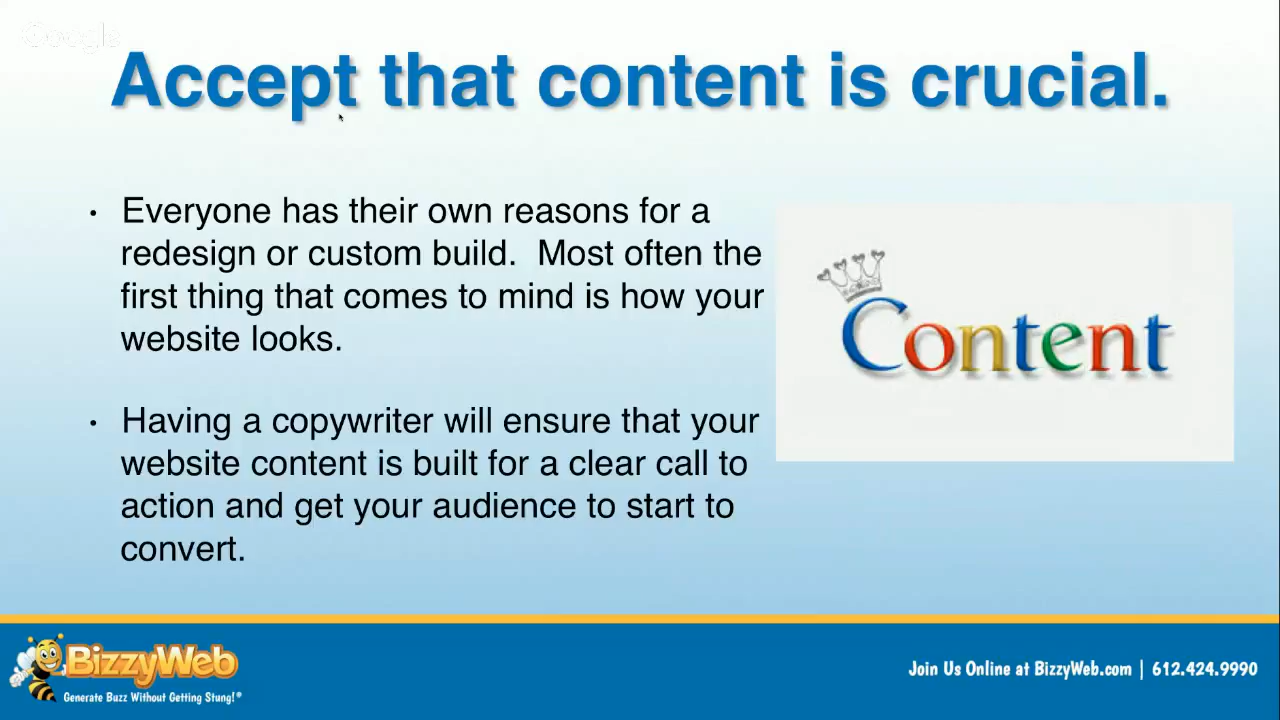 Google
Accept that content is crucial.
• Everyone has their own reasons for a
redesign or custom build.  Most often the
first thing that comes to mind is how your
website looks.
• Having a copywriter will ensure that your
website content is built for a clear call to
action and get your audience to start to
convert.
Content
BizzyWeb
Generate Buzz Without Getting Stung!®
Join Us Online at BizzyWeb.com | 612.424.9990